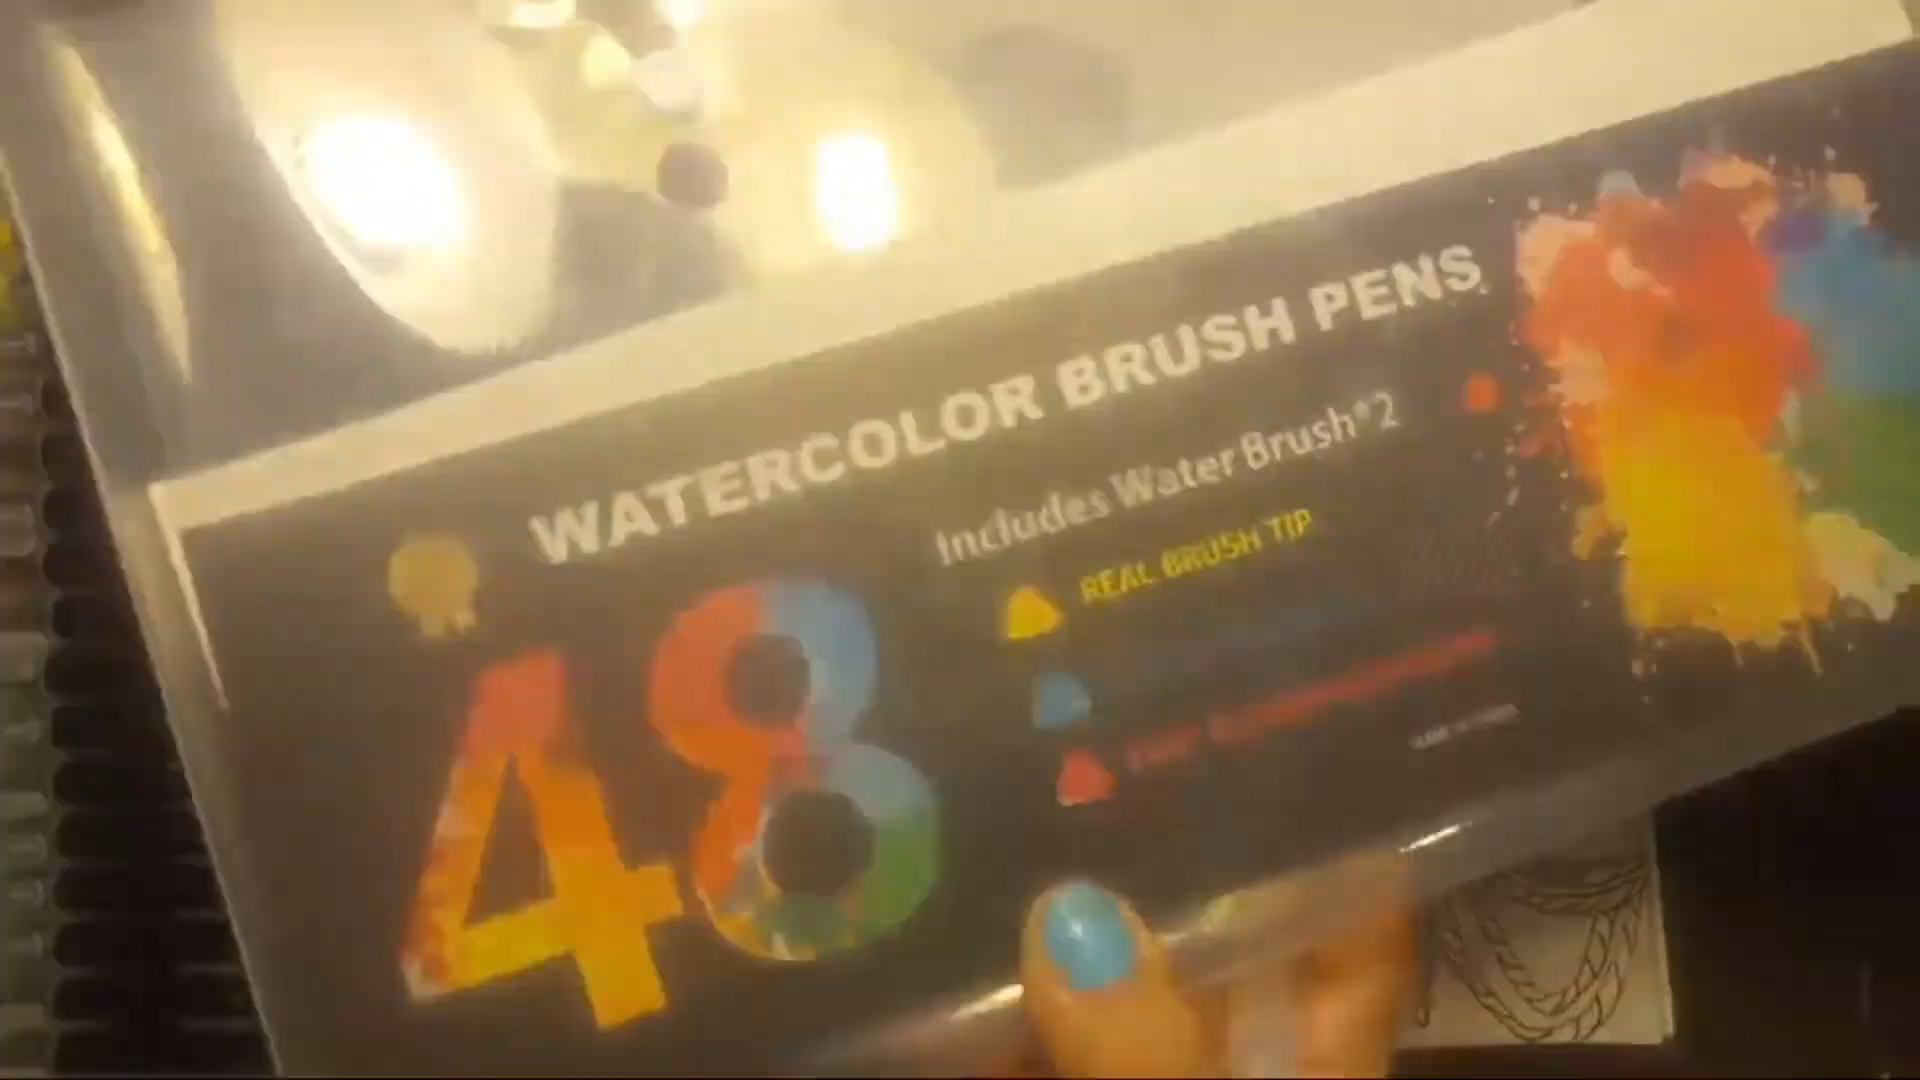 WATERCOLOR BRUSH PENS
Includes Water Brush*2
REAL BRUSH TIP
48